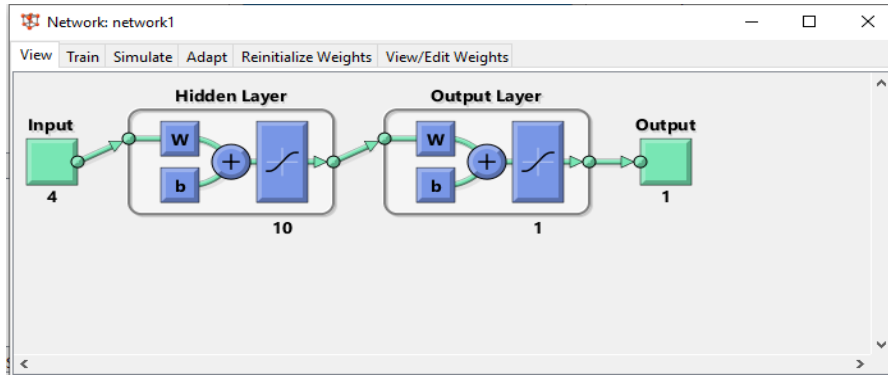 Network: network1
View Train Simulate Adapt Reinitialize Weights View/Edit Weights
Hidden Layer Output Layer
Input Output
W W
b b
4 1
10 1